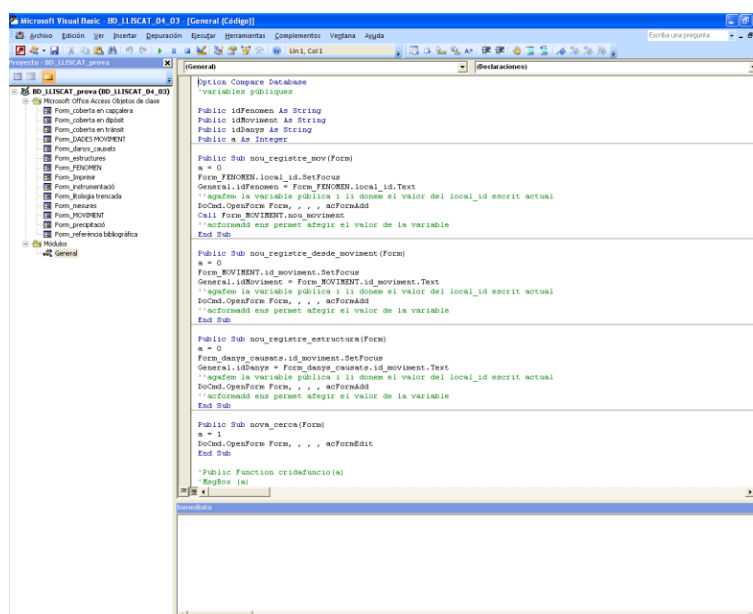 Microsoft Visual Basic - BD_LLISCAT_04_03 - [General (Código)]
Archivo Edición Ver Insertar Depuración Ejecutar Herramientas Complementos Ventana Ayuda
Escriba una pregunta
Lín 1, Col 1
Proyecto - BD_LLISCAT_prova
BD_LLISCAT_prova (BD_LLISCAT_04_03)
Microsoft Office Access Objetos de clase
Form_coberta en capçalera
Form_coberta en dipòsit
Form_coberta en trànsit
Form_DADES MOVIMENT
Form_danys_causats
Form_estructures
Form_FENOMEN
Form_Imprimir
Form_instrumentació
Form_litologia trencada
Form_mesures
Form_MOVIMENT
Form_precipitació
Form_referència bibliogràfica
Módulos
General
(General)
(Declaraciones)
Option Compare Database
'variables públiques
Public idFenomen As String
Public idMoviment As String
Public idDanys As String
Public a As Integer
Public Sub nou_registre_mov(Form)
a = 0
Form_FENOMEN.local_id.SetFocus
General.idFenomen = Form_FENOMEN.local_id.Text
''agafem la variable pública i li donem el valor del local_id escrit actual
DoCmd.OpenForm Form, , , , acFormAdd
Call Form_MOVIMENT.nou_moviment
''acformadd ens permet afegir el valor de la variable
End Sub
Public Sub nou_registre_desde_moviment(Form)
a = 0
Form_MOVIMENT.id_moviment.SetFocus
General.idMoviment = Form_MOVIMENT.id_moviment.Text
''agafem la variable pública i li donem el valor del local_id escrit actual
DoCmd.OpenForm Form, , , , acFormAdd
''acformadd ens permet afegir el valor de la variable
End Sub
Public Sub nou_registre_estructura(Form)
a = 0
Form_danys_causats.id_moviment.SetFocus
General.idDanys = Form_danys_causats.id_moviment.Text
''agafem la variable pública i li donem el valor del local_id escrit actual
DoCmd.OpenForm Form, , , , acFormAdd
''acformadd ens permet afegir el valor de la variable
End Sub
Public Sub nova_cerca(Form)
a = 1
DoCmd.OpenForm Form, , , , acFormEdit
End Sub
'Public Function cridafuncio(a)
'MsgBox (a)
Inmediato